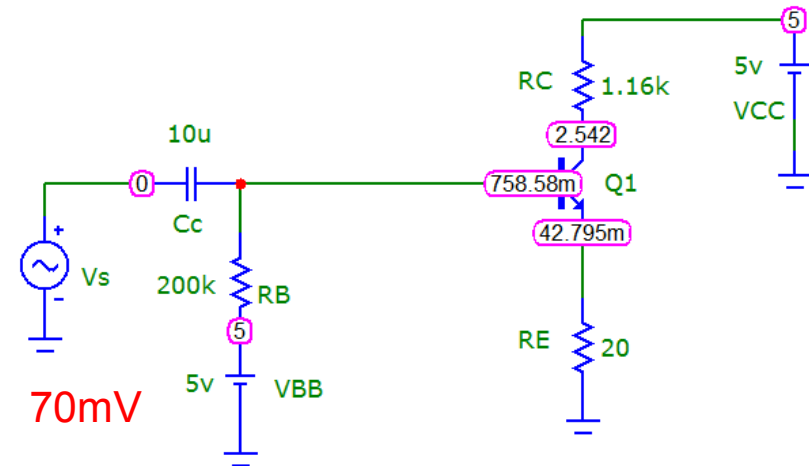 5
5v
VCC
RC
1.16k
2.542
10u
0
758.58m
Q1
Cc
42.795m
+
Vs
-
200k
RB
5
RE
20
5v
VBB
70mV